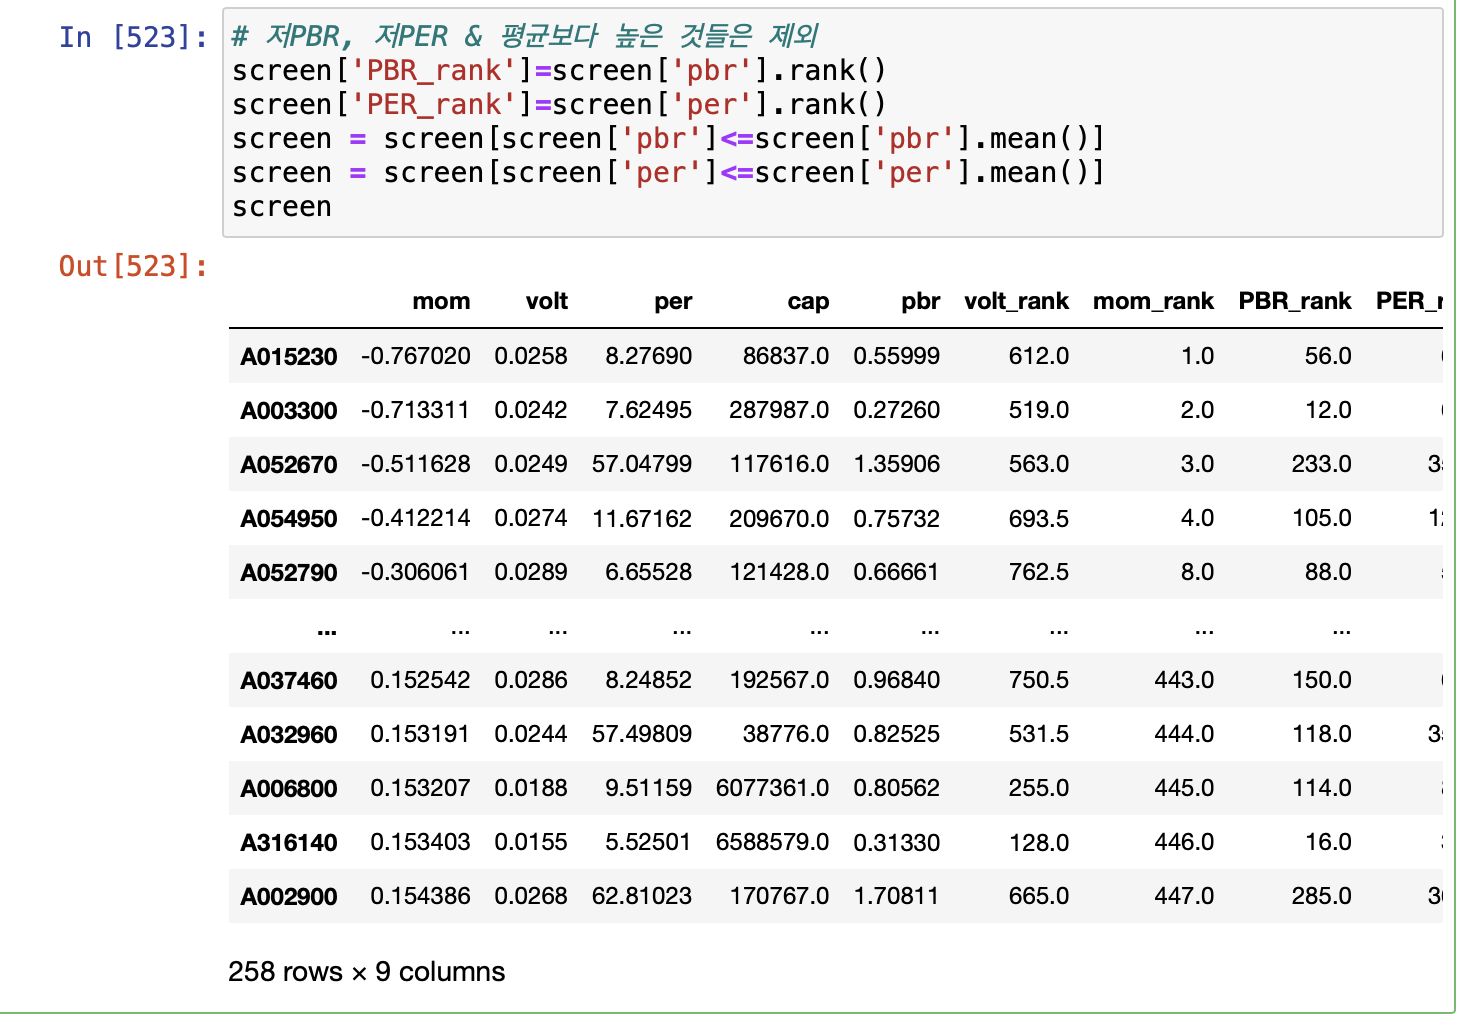 In [523]:
# 저PBR, 저PER & 평균보다 높은 것들은 제외
screen['PBR_rank']=screen['pbr'].rank()
screen['PER_rank']=screen['per'].rank()
screen = screen[screen['pbr']<=screen['pbr'].mean()]
screen = screen[screen['per']<=screen['per'].mean()]
screen
Out[523]:
mom volt per cap pbr volt_rank mom_rank PBR_rank
A015230 -0.767020 0.0258 8.27690 86837.0 0.55999 612.0 1.0 56.0
A003300 -0.713311 0.0242 7.62495 287987.0 0.27260 519.0 2.0 12.0
A052670 -0.511628 0.0249 57.04799 117616.0 1.35906 563.0 3.0 233.0
A054950 -0.412214 0.0274 11.67162 209670.0 0.75732 693.5 4.0 105.0
A052790 -0.306061 0.0289 6.65528 121428.0 0.66661 762.5 8.0 88.0
... ... ... ... ... ... ... ... ...
A037460 0.152542 0.0286 8.24852 192567.0 0.96840 750.5 443.0 150.0
A032960 0.153191 0.0244 57.49809 38776.0 0.82525 531.5 444.0 118.0
A006800 0.153207 0.0188 9.51159 6077361.0 0.80562 255.0 445.0 114.0
A316140 0.153403 0.0155 5.52501 6588579.0 0.31330 128.0 446.0 16.0
A002900 0.154386 0.0268 62.81023 170767.0 1.70811 665.0 447.0 285.0
258 rows × 9 columns